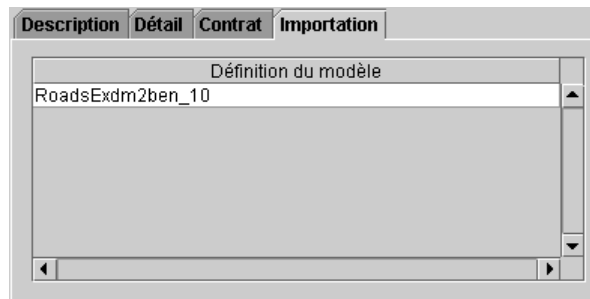 Description Détail Contrat Importation
Définition du modèle
RoadsExdm2ben_10